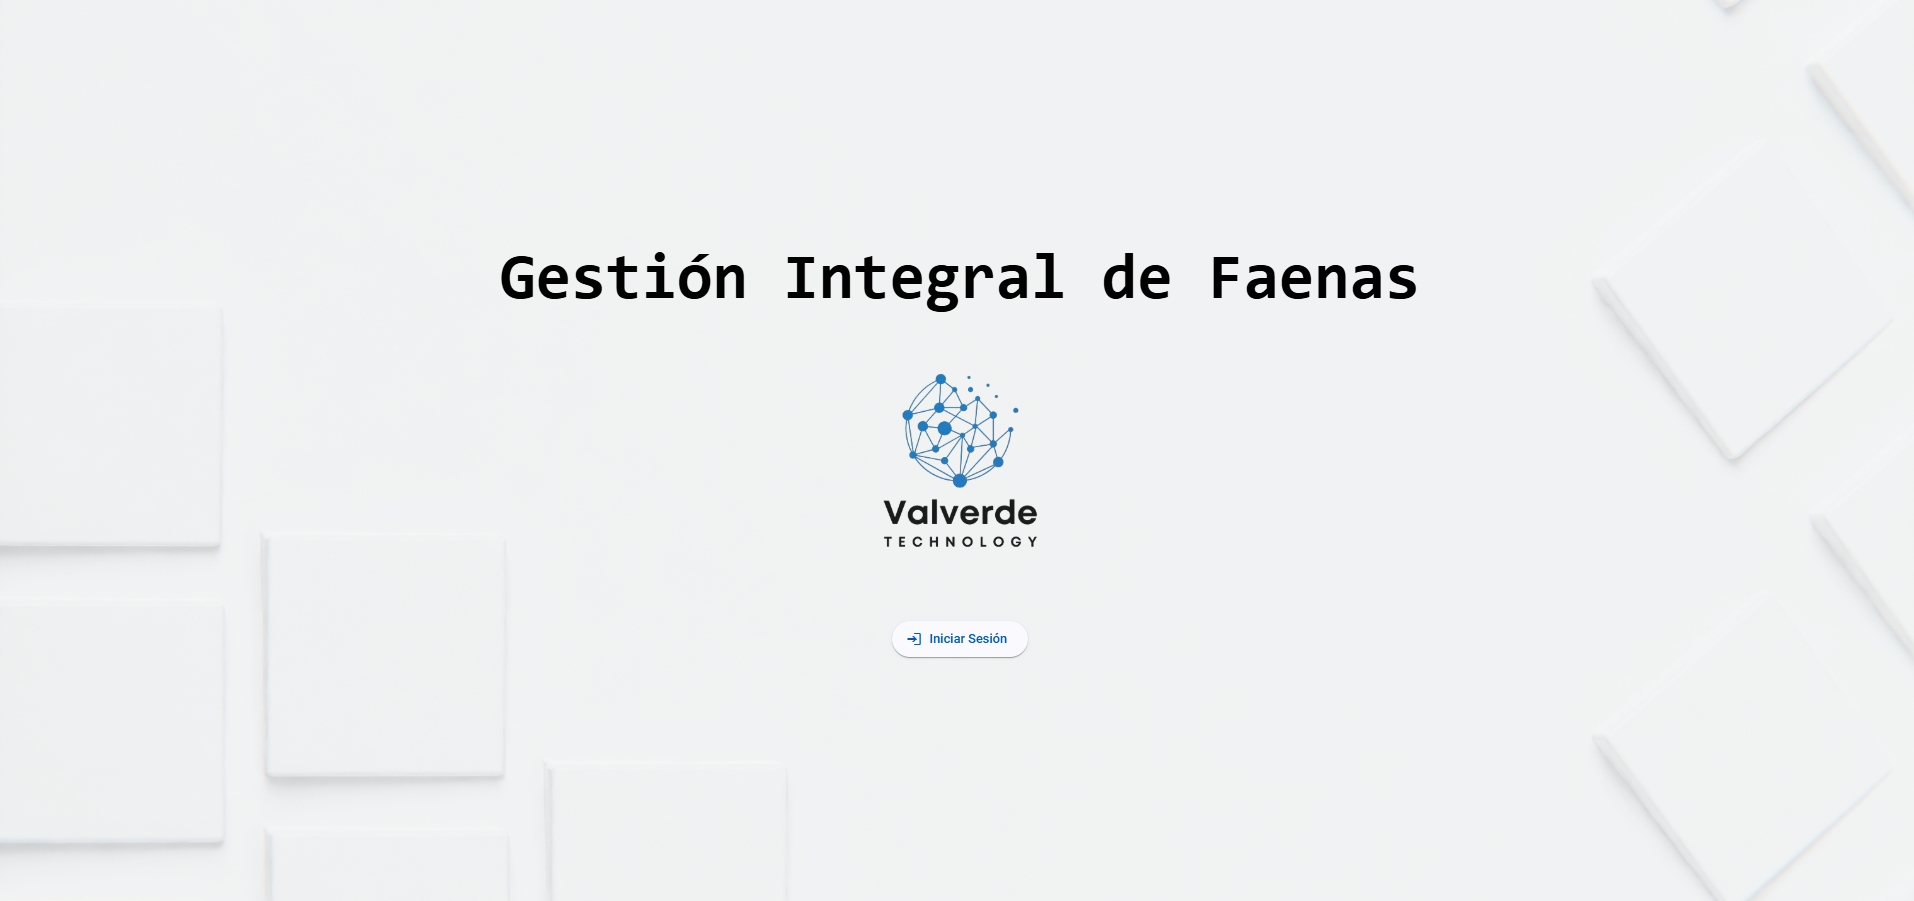 Gestión Integral de Faenas
Valverde
TECHNOLOGY
Iniciar Sesión